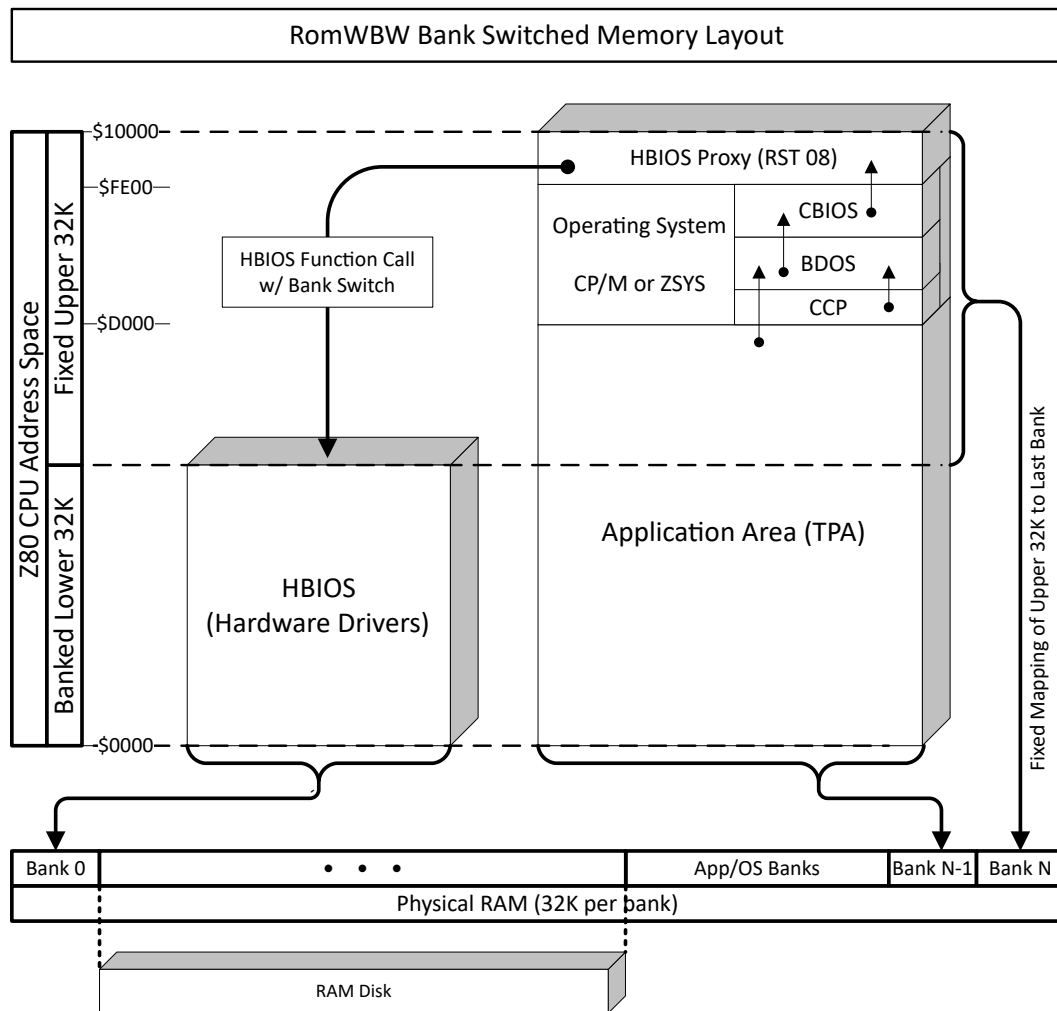 RomWBW Bank Switched Memory Layout
$10000
HBIOS Proxy (RST 08)
$FE00
CBIOS
Operating System
HBIOS Function Call
w/ Bank Switch
BDOS
CP/M or ZSYS
CCP
$D000
Z80 CPU Address Space
Fixed Upper 32K
Banked Lower 32K
Application Area (TPA)
HBIOS
(Hardware Drivers)
Fixed Mapping of Upper 32K to Last Bank
$0000
Bank 0
• • •
App/OS Banks
Bank N-1
Bank N
Physical RAM (32K per bank)
RAM Disk